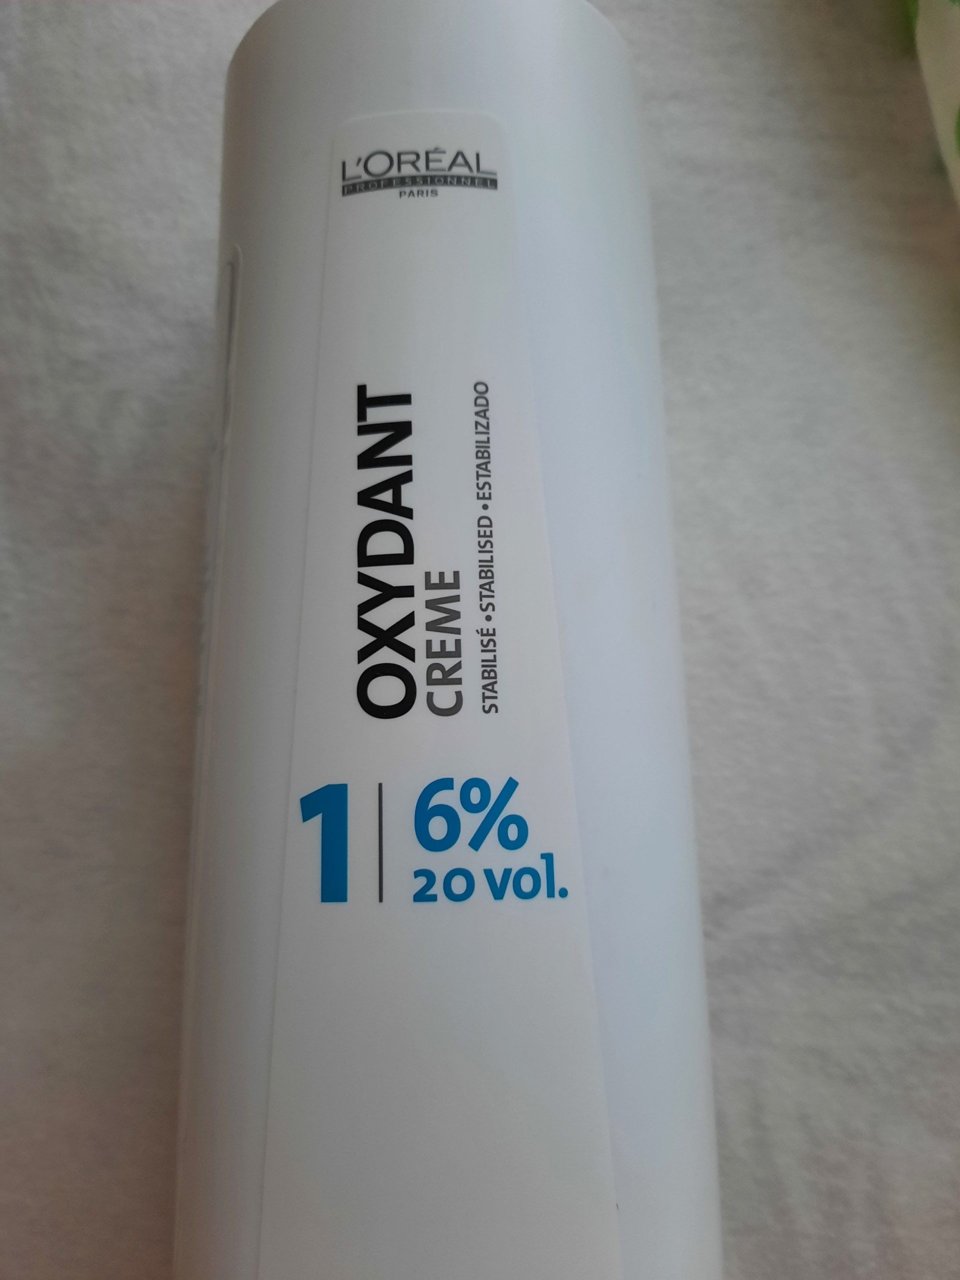 L'ORÉAL
PROFESSIONNEL
PARIS
OXYDANT
CREME
STABILISÉ • STABILISED • ESTABILIZADO
1
6%
20 vol.